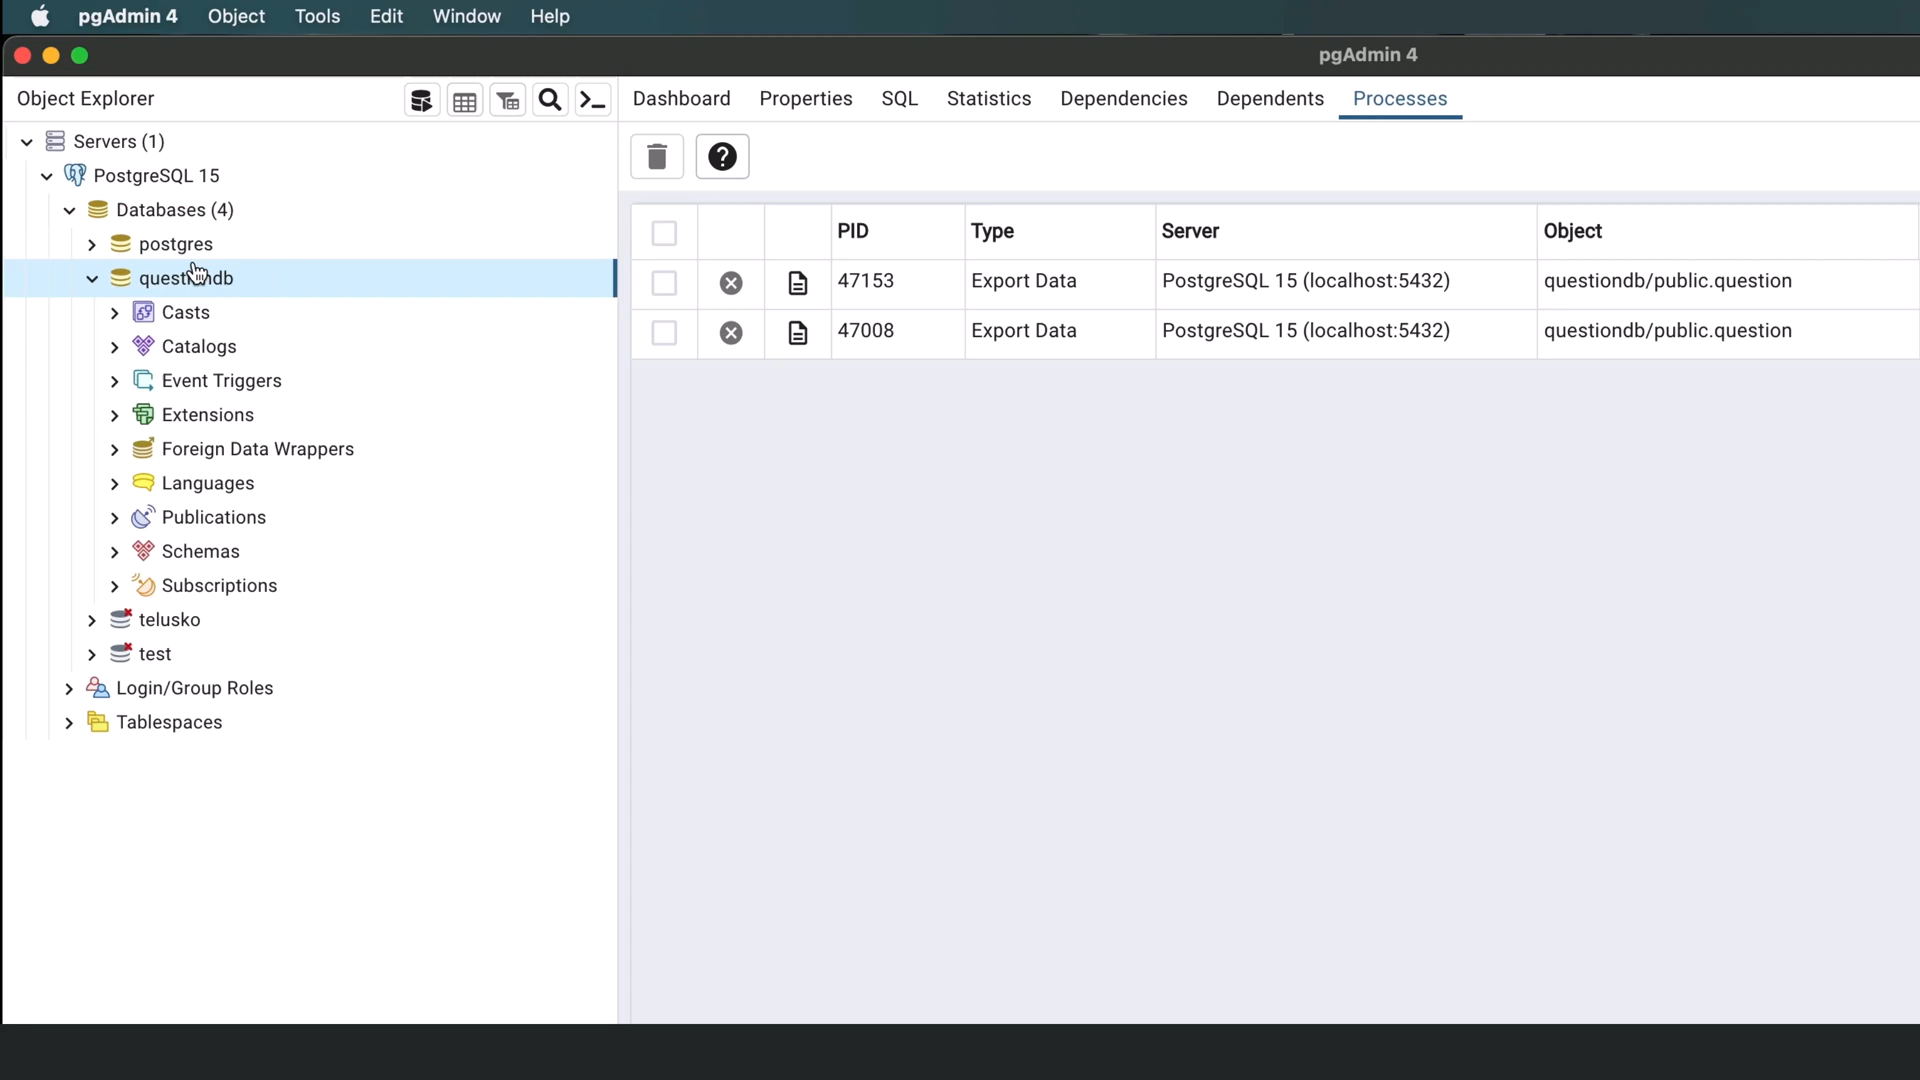 pgAdmin 4 Object Tools Edit Window Help
pgAdmin 4
Object Explorer
Dashboard Properties SQL Statistics Dependencies Dependents Processes
Servers (1)
PostgreSQL 15
Databases (4)
postgres
questiondb
Casts
Catalogs
Event Triggers
Extensions
Foreign Data Wrappers
Languages
Publications
Schemas
Subscriptions
telusko
test
Login/Group Roles
Tablespaces
PID Type Server Object
47153 Export Data PostgreSQL 15 (localhost:5432) questiondb/public.question
47008 Export Data PostgreSQL 15 (localhost:5432) questiondb/public.question